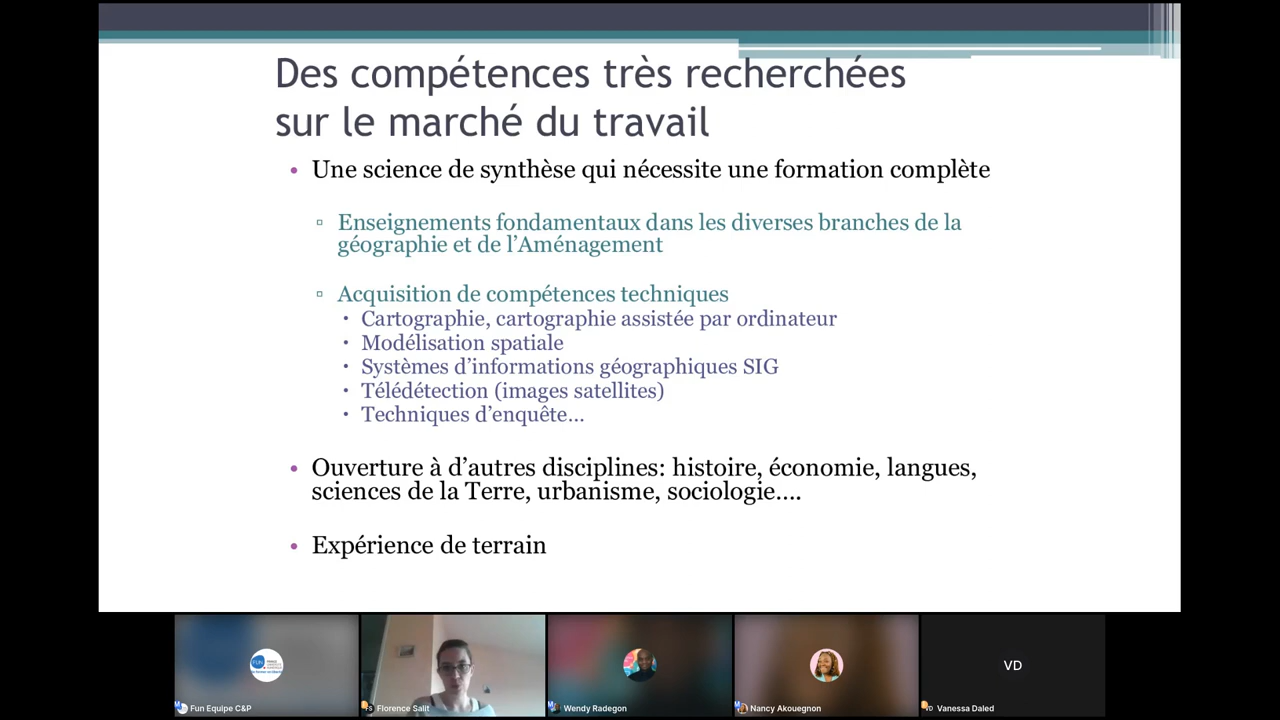 Des compétences très recherchées
sur le marché du travail
• Une science de synthèse qui nécessite une formation complète
▫ Enseignements fondamentaux dans les diverses branches de la
géographie et de l’Aménagement
▫ Acquisition de compétences techniques
• Cartographie, cartographie assistée par ordinateur
• Modélisation spatiale
• Systèmes d’informations géographiques SIG
• Télédétection (images satellites)
• Techniques d’enquête…
• Ouverture à d’autres disciplines: histoire, économie, langues,
sciences de la Terre, urbanisme, sociologie….
• Expérience de terrain
FUN
VD
Fun Equipe C&P
Florence Salit
Wendy Radegon
Nancy Akouegnon
Vanessa Daled